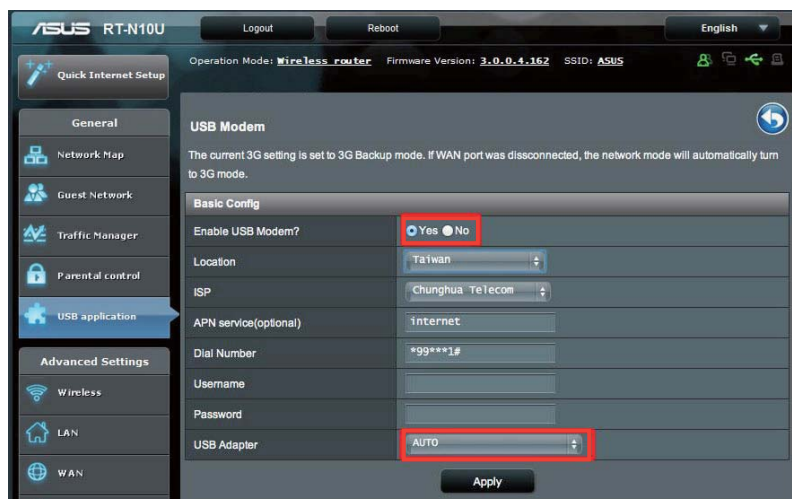 ASUS RT-N10U Logout Reboot English
Quick Internet Setup
Operation Mode: Wireless router Firmware Version: 3.0.0.4.162 SSID: ASUS
General
Network Map
Guest Network
Traffic Manager
Parental control
USB application
Advanced Settings
Wireless
LAN
WAN
USB Modem
The current 3G setting is set to 3G Backup mode. If WAN port was dissconnected, the network mode will automatically turn
to 3G mode.
Basic Config
Enable USB Modem? Yes No
Location Taiwan
ISP Chunghua Telecom
APN service(optional) internet
Dial Number *99***1#
Username
Password
USB Adapter AUTO
Apply